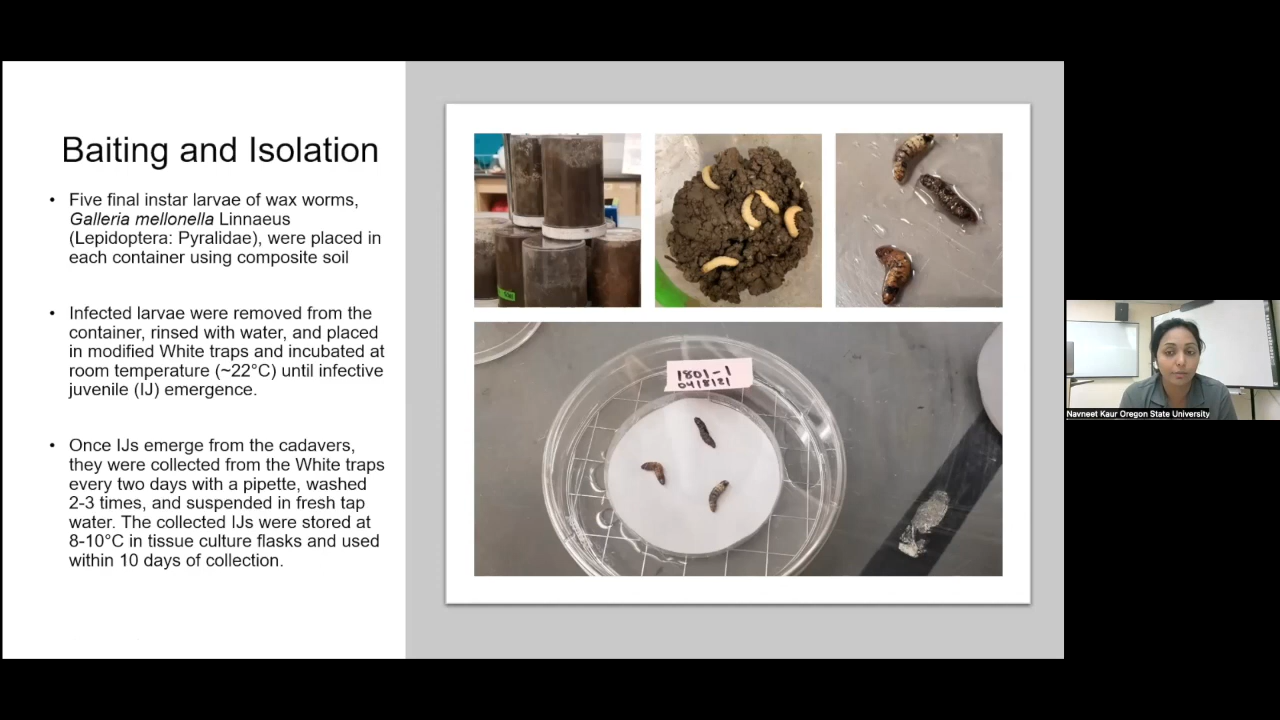 Baiting and Isolation
• Five final instar larvae of wax worms,
Galleria mellonella Linnaeus
(Lepidoptera: Pyralidae), were placed in
each container using composite soil
• Infected larvae were removed from the
container, rinsed with water, and placed
in modified White traps and incubated at
room temperature (~22°C) until infective
juvenile (IJ) emergence.
• Once IJs emerge from the cadavers,
they were collected from the White traps
every two days with a pipette, washed
2-3 times, and suspended in fresh tap
water. The collected IJs were stored at
8-10°C in tissue culture flasks and used
within 10 days of collection.
1801-1
04/8/21
Navneet Kaur Oregon State University